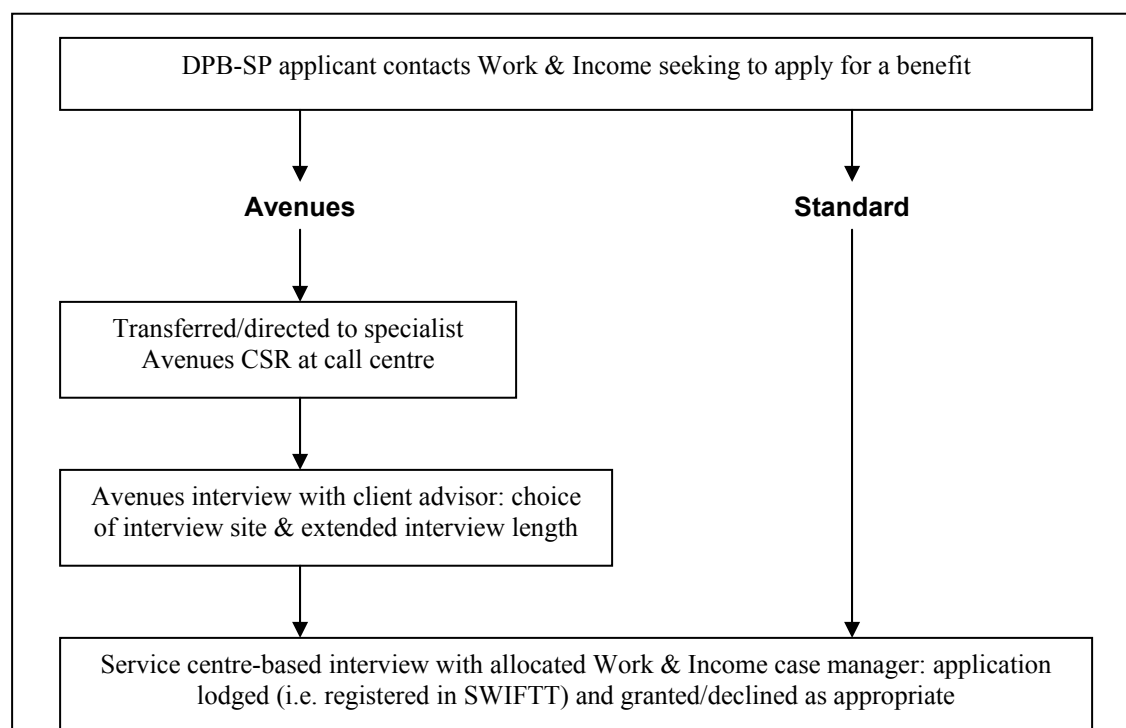 DPB-SP applicant contacts Work & Income seeking to apply for a benefit
Avenues
Standard
Transferred/directed to specialist
Avenues CSR at call centre
Avenues interview with client advisor: choice
of interview site & extended interview length
Service centre-based interview with allocated Work & Income case manager: application
lodged (i.e. registered in SWIFTT) and granted/declined as appropriate